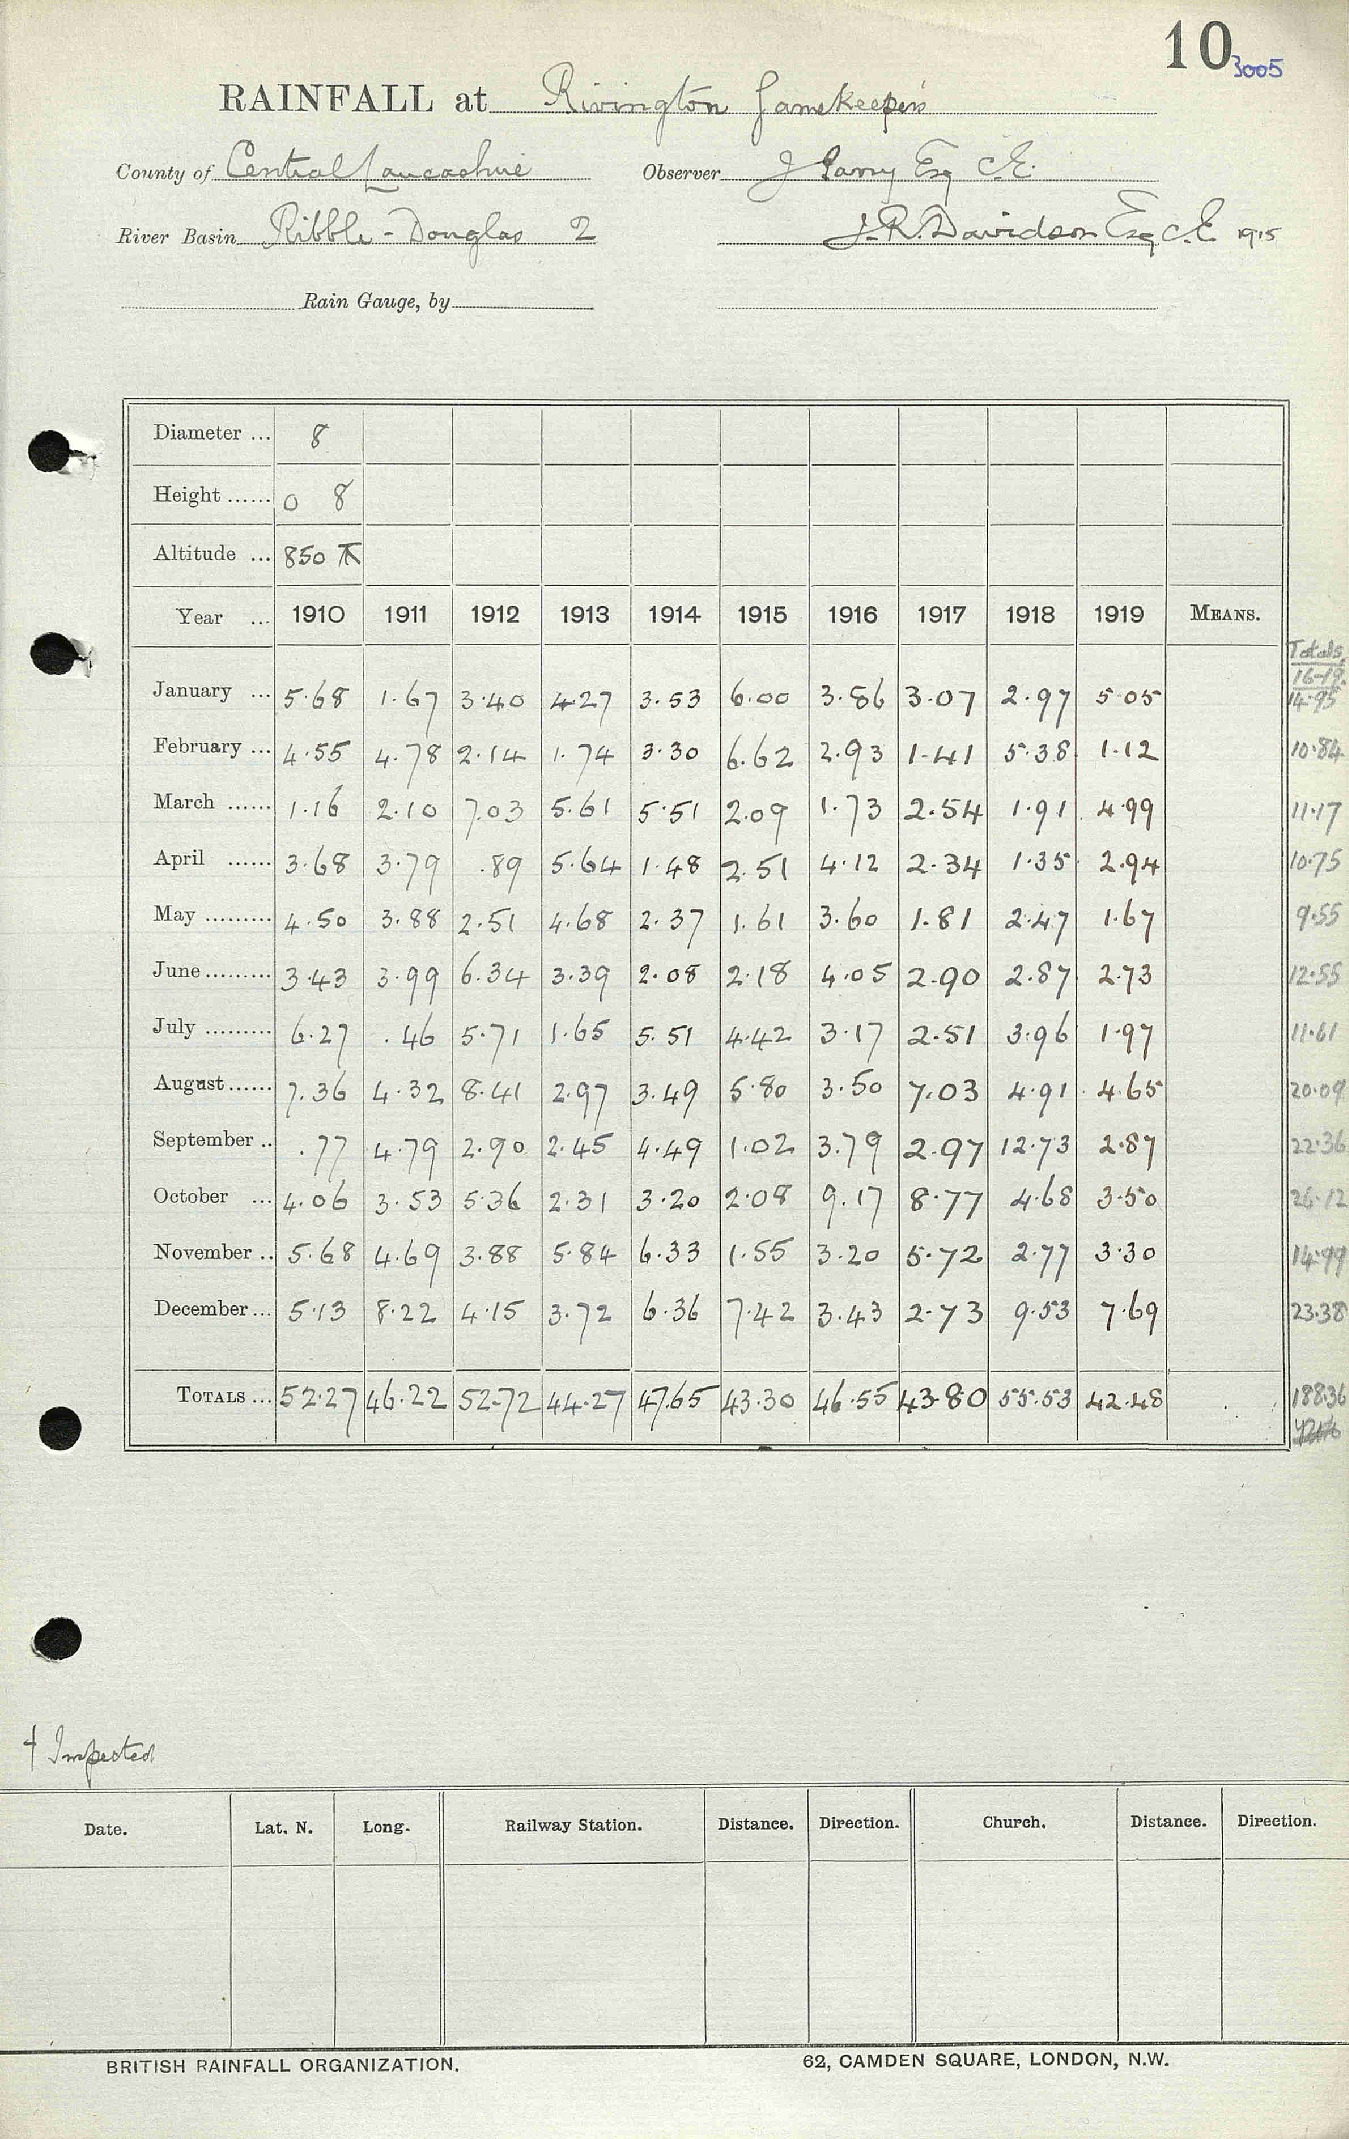 10
3005
RAINFALL at Rivington Gamekeeper's
County of Central Lancashire Observer J Parry Esq C.E.
River Basin Ribble - Douglas 2 J.R. Davidson Esq C.E. 1915
Rain Gauge, by
Diameter ... 8
Height ...... 0 8
Altitude ... 850
Year ... 1910 1911 1912 1913 1914 1915 1916 1917 1918 1919 MEANS. Totals
16-19.
January ... 5.68 1.67 3.40 4.27 3.53 6.00 3.86 3.07 2.97 5.05 14.95
February ... 4.55 4.78 2.14 1.74 3.30 6.62 2.93 1.41 5.38 1.12 10.84
March ...... 1.16 2.10 7.03 5.61 5.51 2.09 1.73 2.54 1.91 4.99 11.17
April ...... 3.68 3.79 .89 5.64 1.48 2.51 4.12 2.34 1.35 2.94 10.75
May ......... 4.50 3.88 2.51 4.68 2.37 1.61 3.60 1.81 2.47 1.67 9.55
June ......... 3.43 3.99 6.34 3.39 2.08 2.18 4.05 2.90 2.87 2.73 12.55
July ......... 6.27 .46 5.71 1.65 5.51 4.42 3.17 2.51 3.96 1.97 11.61
August ...... 7.36 4.32 8.41 2.97 3.49 5.80 3.50 7.03 4.91 4.65 20.09
September .. .77 4.79 2.90 2.45 4.49 1.02 3.79 2.97 12.73 2.87 22.36
October ... 4.06 3.53 5.36 2.31 3.20 2.08 9.17 8.77 4.68 3.50 26.12
November .. 5.68 4.69 3.88 5.84 6.33 1.55 3.20 5.72 2.77 3.30 14.99
December ... 5.13 8.22 4.15 3.72 6.36 7.42 3.43 2.73 9.53 7.69 23.38
TOTALS ... 52.27 46.22 52.72 44.27 47.65 43.30 46.55 43.80 55.53 42.48 188.36
† Inspected
Date. Lat. N. Long. Railway Station. Distance. Direction. Church. Distance. Direction.
BRITISH RAINFALL ORGANIZATION. 62, CAMDEN SQUARE, LONDON, N.W.